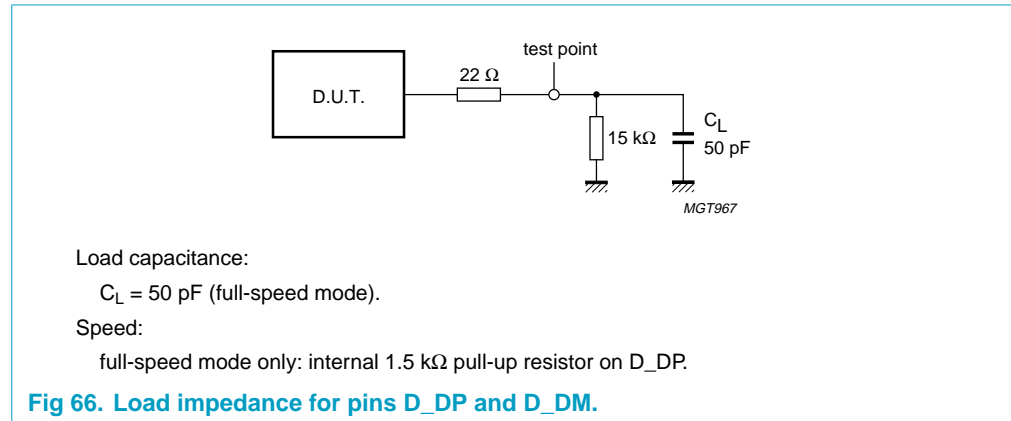 test point
22 Ω
D.U.T.
15 kΩ
C_L
50 pF
MGT967
Load capacitance:
C_L = 50 pF (full-speed mode).
Speed:
full-speed mode only: internal 1.5 kΩ pull-up resistor on D_DP.
Fig 66. Load impedance for pins D_DP and D_DM.